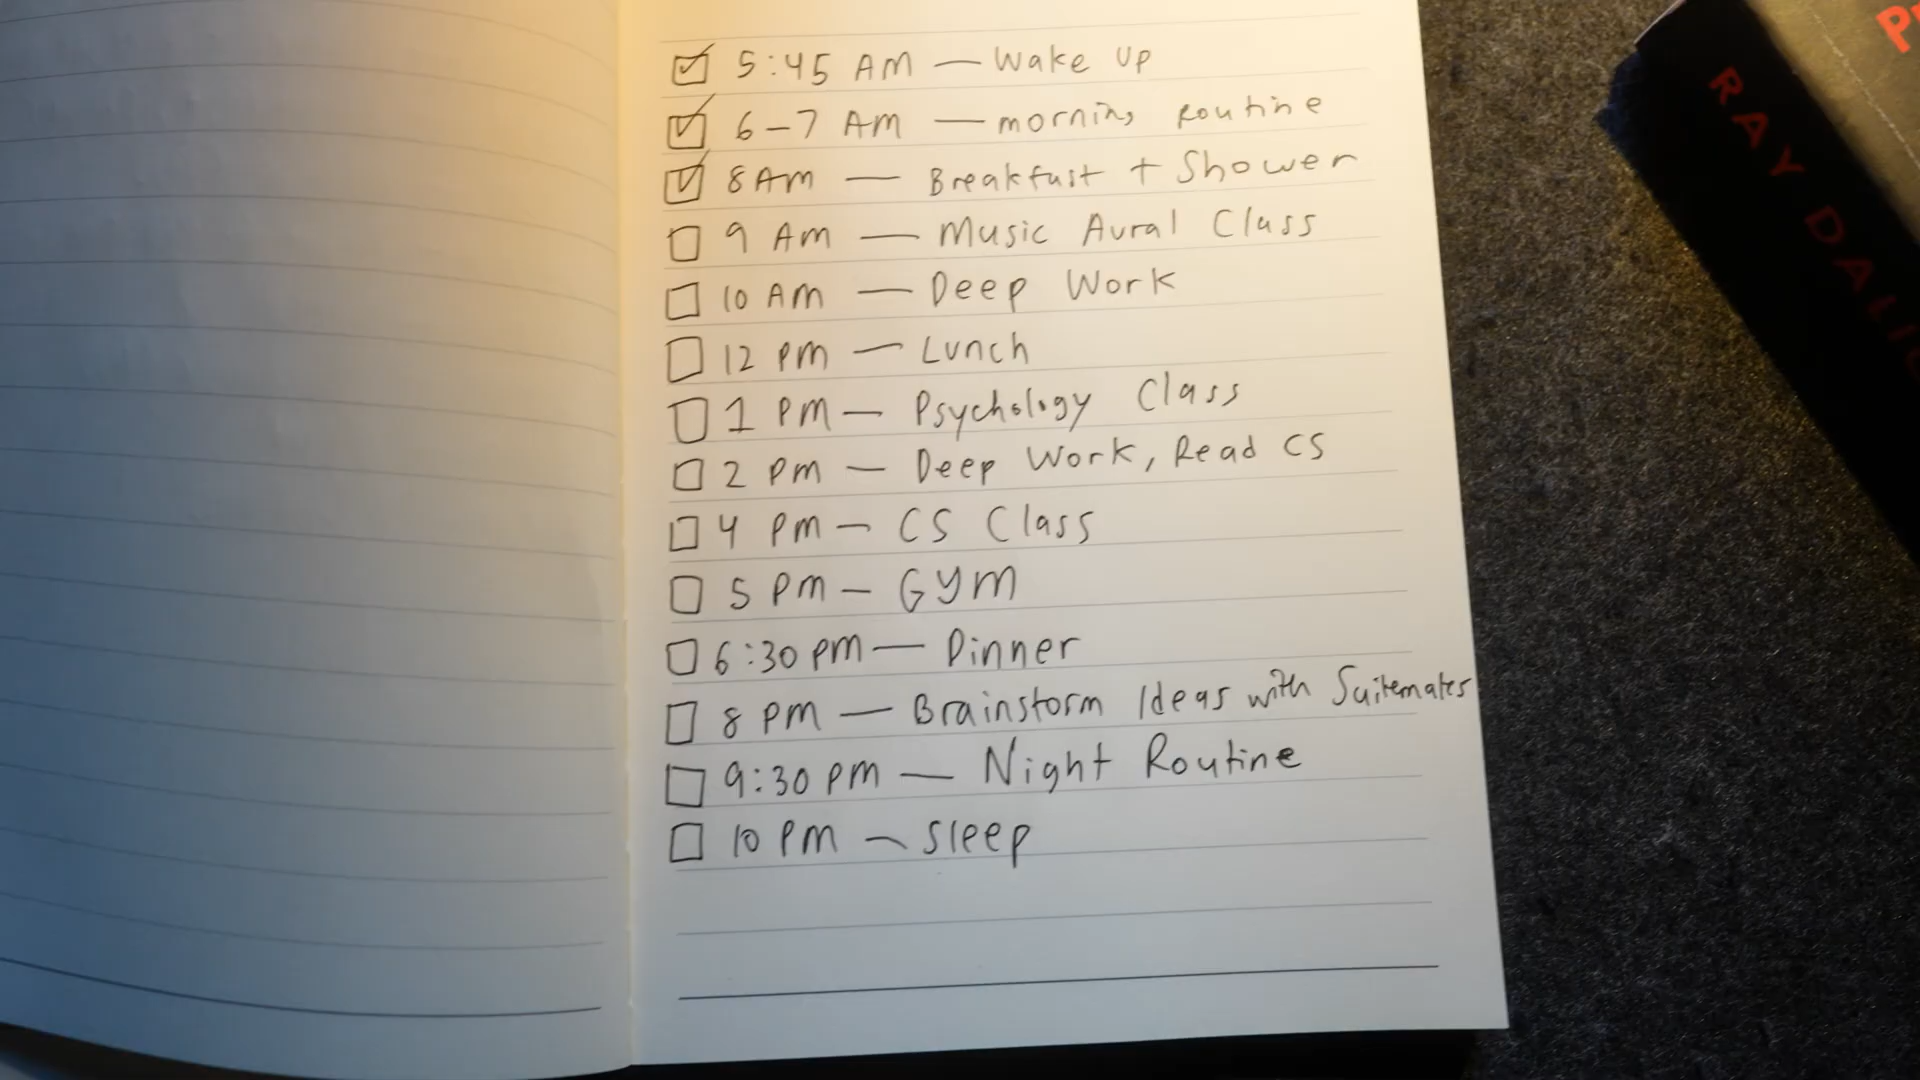 5:45 AM — Wake Up
6-7 AM — morning Routine
8 AM — Breakfast + Shower
9 AM — Music Aural Class
10 AM — Deep Work
12 PM — Lunch
1 PM — Psychology Class
2 PM — Deep Work, Read CS
4 PM — CS Class
5 PM — GYM
6:30 PM — Dinner
8 PM — Brainstorm Ideas with Suitemates
9:30 PM — Night Routine
10 PM — Sleep
RAY DALIO